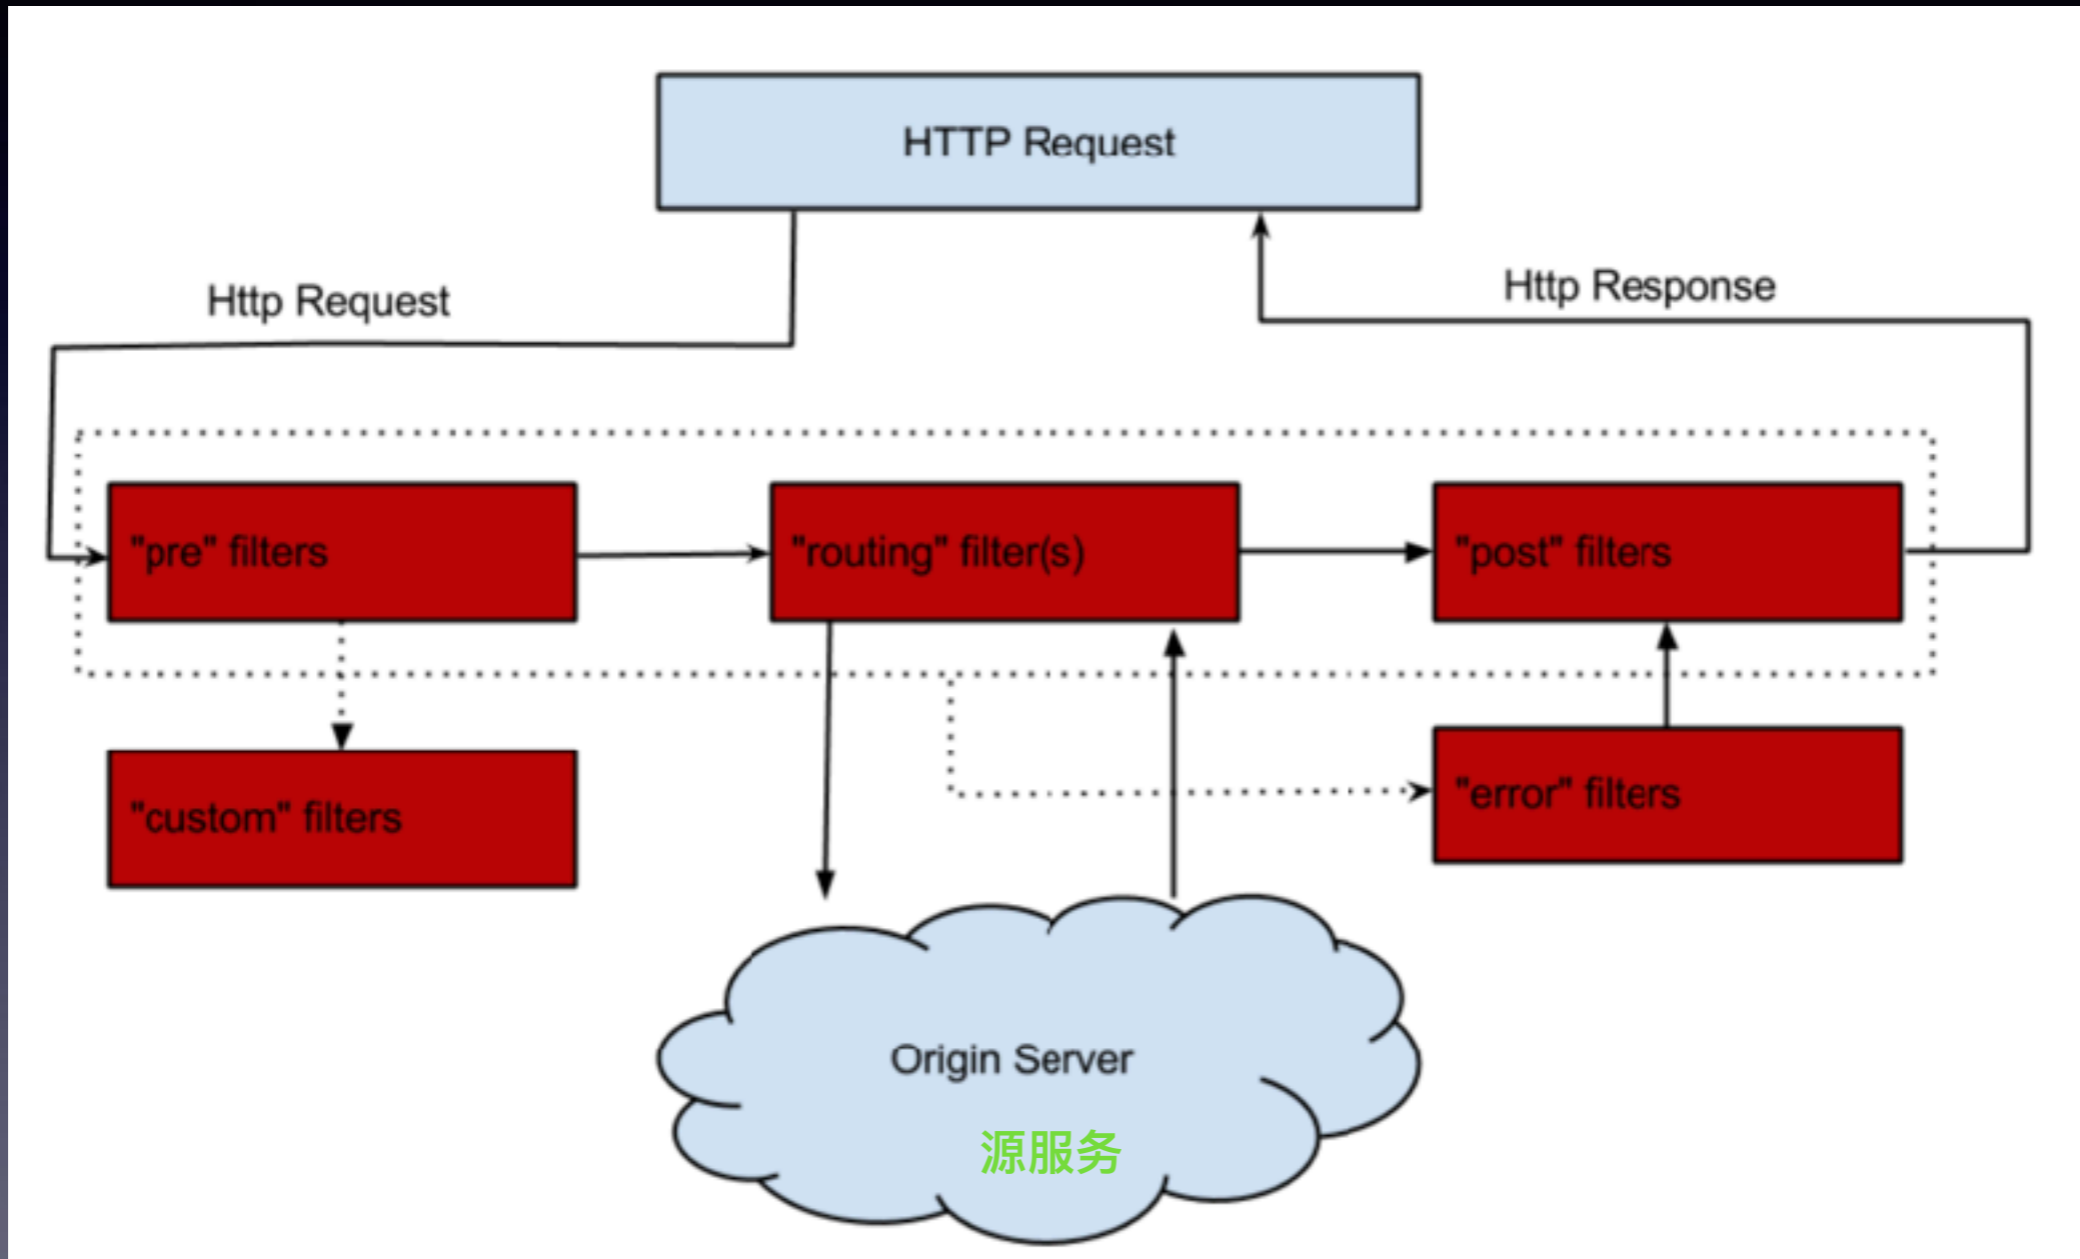 HTTP Request
Http Request
Http Response
"pre" filters
"routing" filter(s)
"post" filters
"custom" filters
"error" filters
Origin Server
源服务